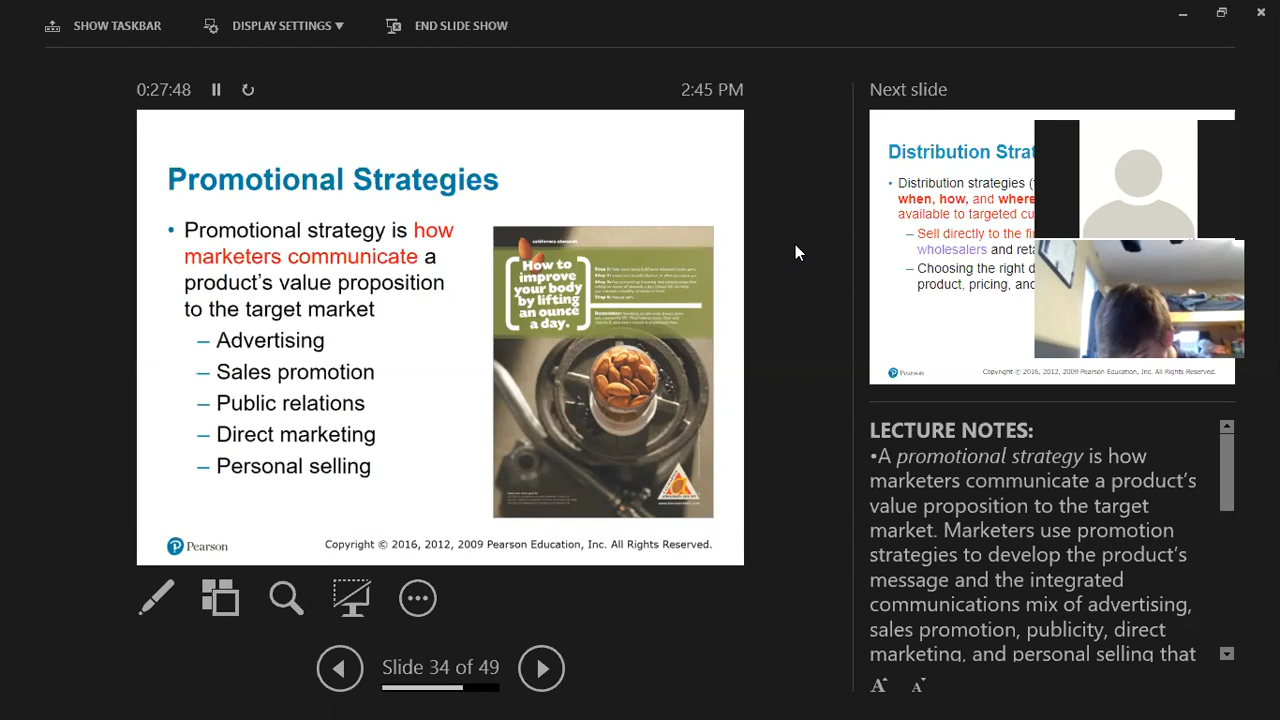 SHOW TASKBAR
DISPLAY SETTINGS
END SLIDE SHOW
0:27:48
2:45 PM
Promotional Strategies
• Promotional strategy is how
marketers communicate a
product's value proposition
to the target market
– Advertising
– Sales promotion
– Public relations
– Direct marketing
– Personal selling
california almonds
How to
improve
your body
by lifting
an ounce
a day.
Pearson
Copyright © 2016, 2012, 2009 Pearson Education, Inc. All Rights Reserved.
Slide 34 of 49
Next slide
Distribution Strat
• Distribution strategies (
when, how, and where
available to targeted cu
– Sell directly to the fi
wholesalers and reta
– Choosing the right d
product, pricing, and
Pearson
Copyright © 2016, 2012, 2009 Pearson Education, Inc. All Rights Reserved.
LECTURE NOTES:
•A promotional strategy is how
marketers communicate a product's
value proposition to the target
market. Marketers use promotion
strategies to develop the product's
message and the integrated
communications mix of advertising,
sales promotion, publicity, direct
marketing, and personal selling that
A A